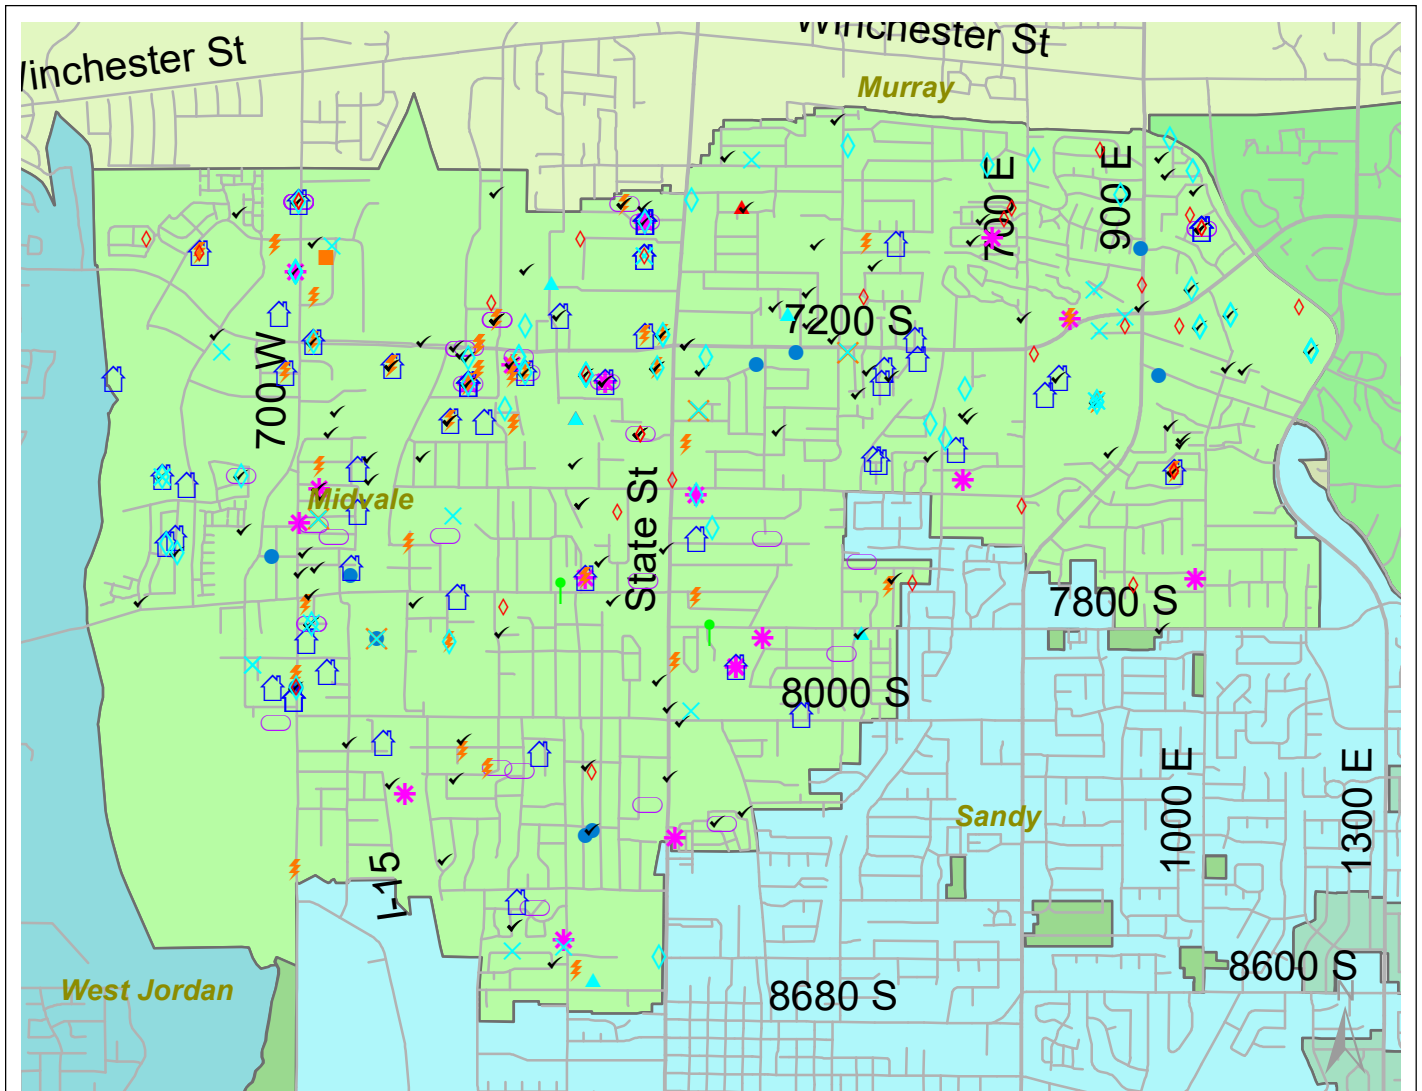 Winchester St
Winchester St
Murray
700 E
900 E
7200 S
700 W
Midvale
State St
7800 S
8000 S
1000 E
1300 E
Sandy
I-15
8600 S
West Jordan
8680 S
N